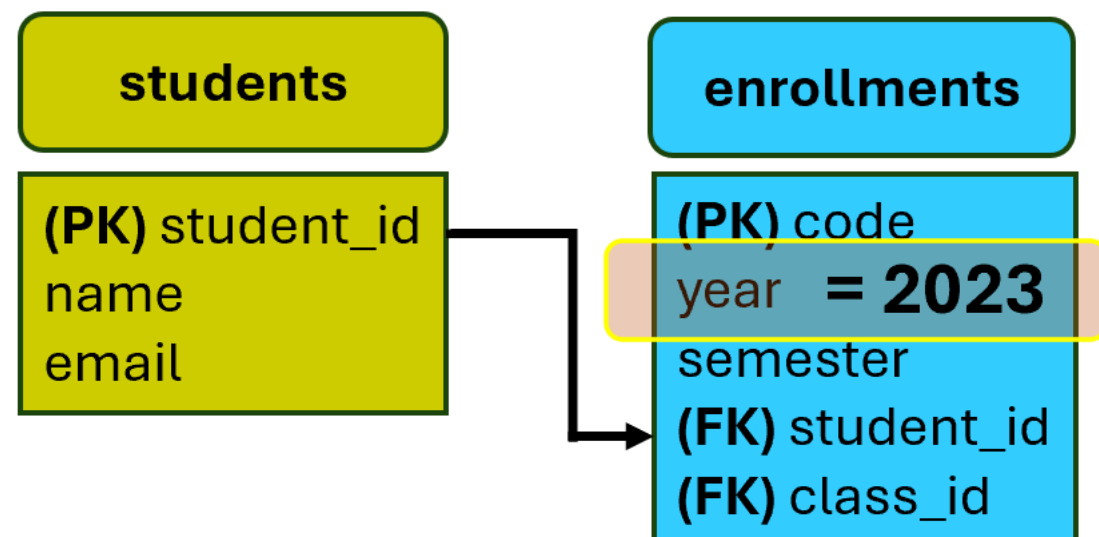 students
(PK) student_id
name
email
enrollments
(PK) code
year = 2023
semester
(FK) student_id
(FK) class_id